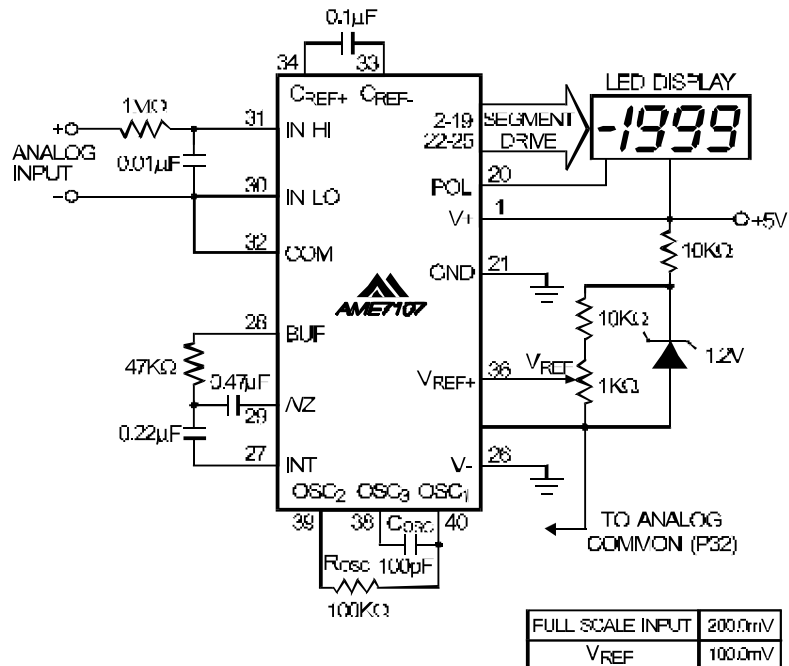 0.1µF
34
33
CREF+
CREF-
LED DISPLAY
-1999
1MΩ
31
IN HI
2-19
22-25
SEGMENT
DRIVE
+
ANALOG
INPUT
0.01µF
–
30
IN LO
20
POL
1
V+
+5V
32
COM
10KΩ
21
GND
AME7107
28
BUF
10KΩ
1.2V
47KΩ
0.47µF
VREF
36
VREF+
1KΩ
29
A/Z
0.22µF
27
INT
26
V-
OSC2
OSC3
OSC1
39
38
COSC
40
TO ANALOG
COMMON (P32)
ROSC
100pF
100KΩ
FULL SCALE INPUT 200.0mV
VREF 100.0mV